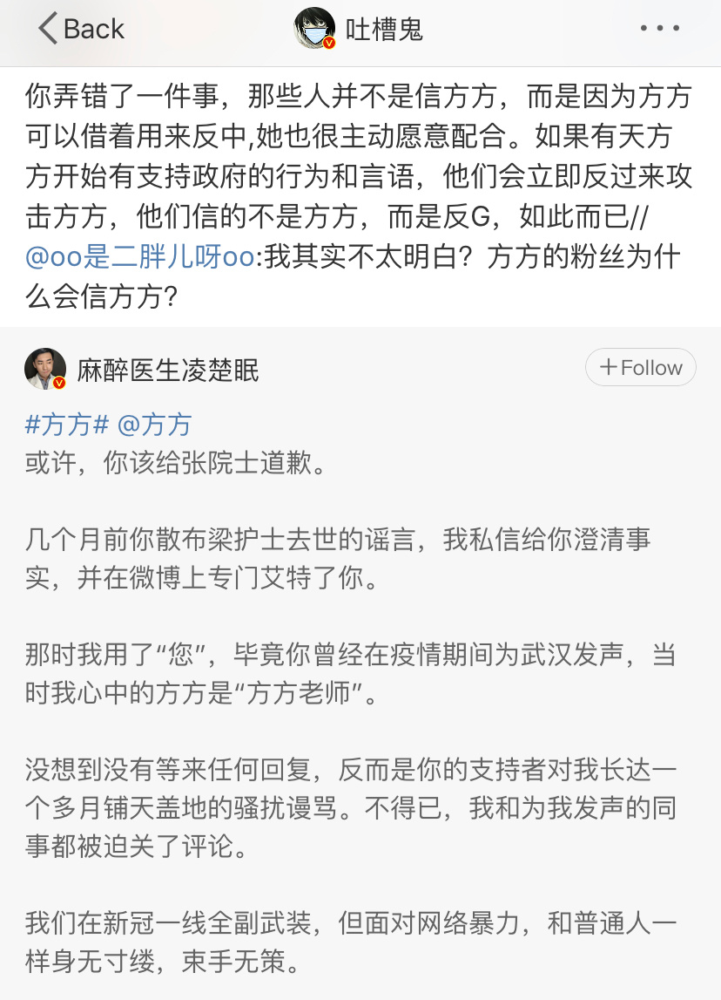 Back
吐槽鬼
你弄错了一件事，那些人并不是信方方，而是因为方方
可以借着用来反中,她也很主动愿意配合。如果有天方
方开始有支持政府的行为和言语，他们会立即反过来攻
击方方，他们信的不是方方，而是反G，如此而已//
@oo是二胖儿呀oo:我其实不太明白？方方的粉丝为什
么会信方方？
麻醉医生凌楚眠
+Follow
#方方# @方方
或许，你该给张院士道歉。
几个月前你散布梁护士去世的谣言，我私信给你澄清事
实，并在微博上专门艾特了你。
那时我用了“您”，毕竟你曾经在疫情期间为武汉发声，当
时我心中的方方是“方方老师”。
没想到没有等来任何回复，反而是你的支持者对我长达一
个多月铺天盖地的骚扰谩骂。不得已，我和为我发声的同
事都被迫关了评论。
我们在新冠一线全副武装，但面对网络暴力，和普通人一
样身无寸缕，束手无策。